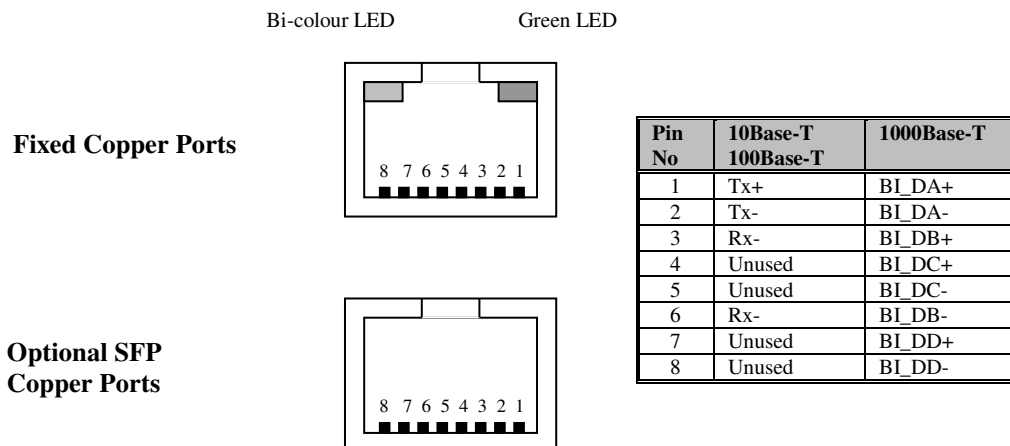 Bi-colour LED Green LED
Fixed Copper Ports
8 7 6 5 4 3 2 1
Optional SFP
Copper Ports
8 7 6 5 4 3 2 1
Pin No 10Base-T 100Base-T 1000Base-T
1 Tx+ BI_DA+
2 Tx- BI_DA-
3 Rx- BI_DB+
4 Unused BI_DC+
5 Unused BI_DC-
6 Rx- BI_DB-
7 Unused BI_DD+
8 Unused BI_DD-